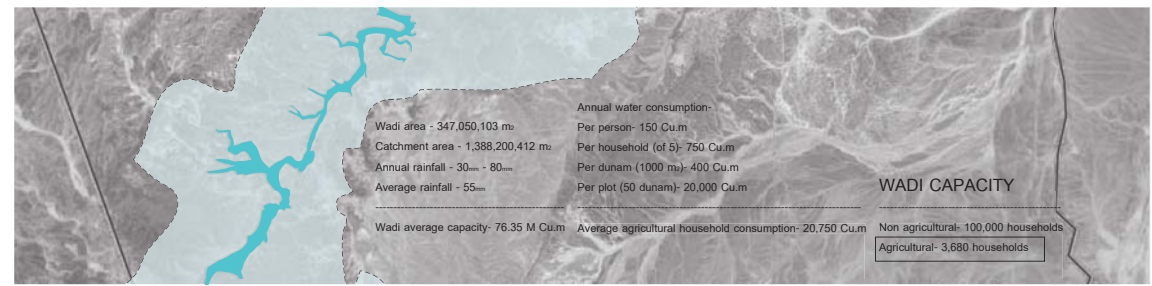 Wadi area - 347,050,103 m2
Catchment area - 1,388,200,412 m2
Annual rainfall - 30mm - 80mm
Average rainfall - 55mm
Wadi average capacity- 76.35 M Cu.m
Annual water consumption-
Per person- 150 Cu.m
Per household (of 5)- 750 Cu.m
Per dunam (1000 m2)- 400 Cu.m
Per plot (50 dunam)- 20,000 Cu.m
Average agricultural household consumption- 20,750 Cu.m
WADI CAPACITY
Non agricultural- 100,000 households
Agricultural- 3,680 households